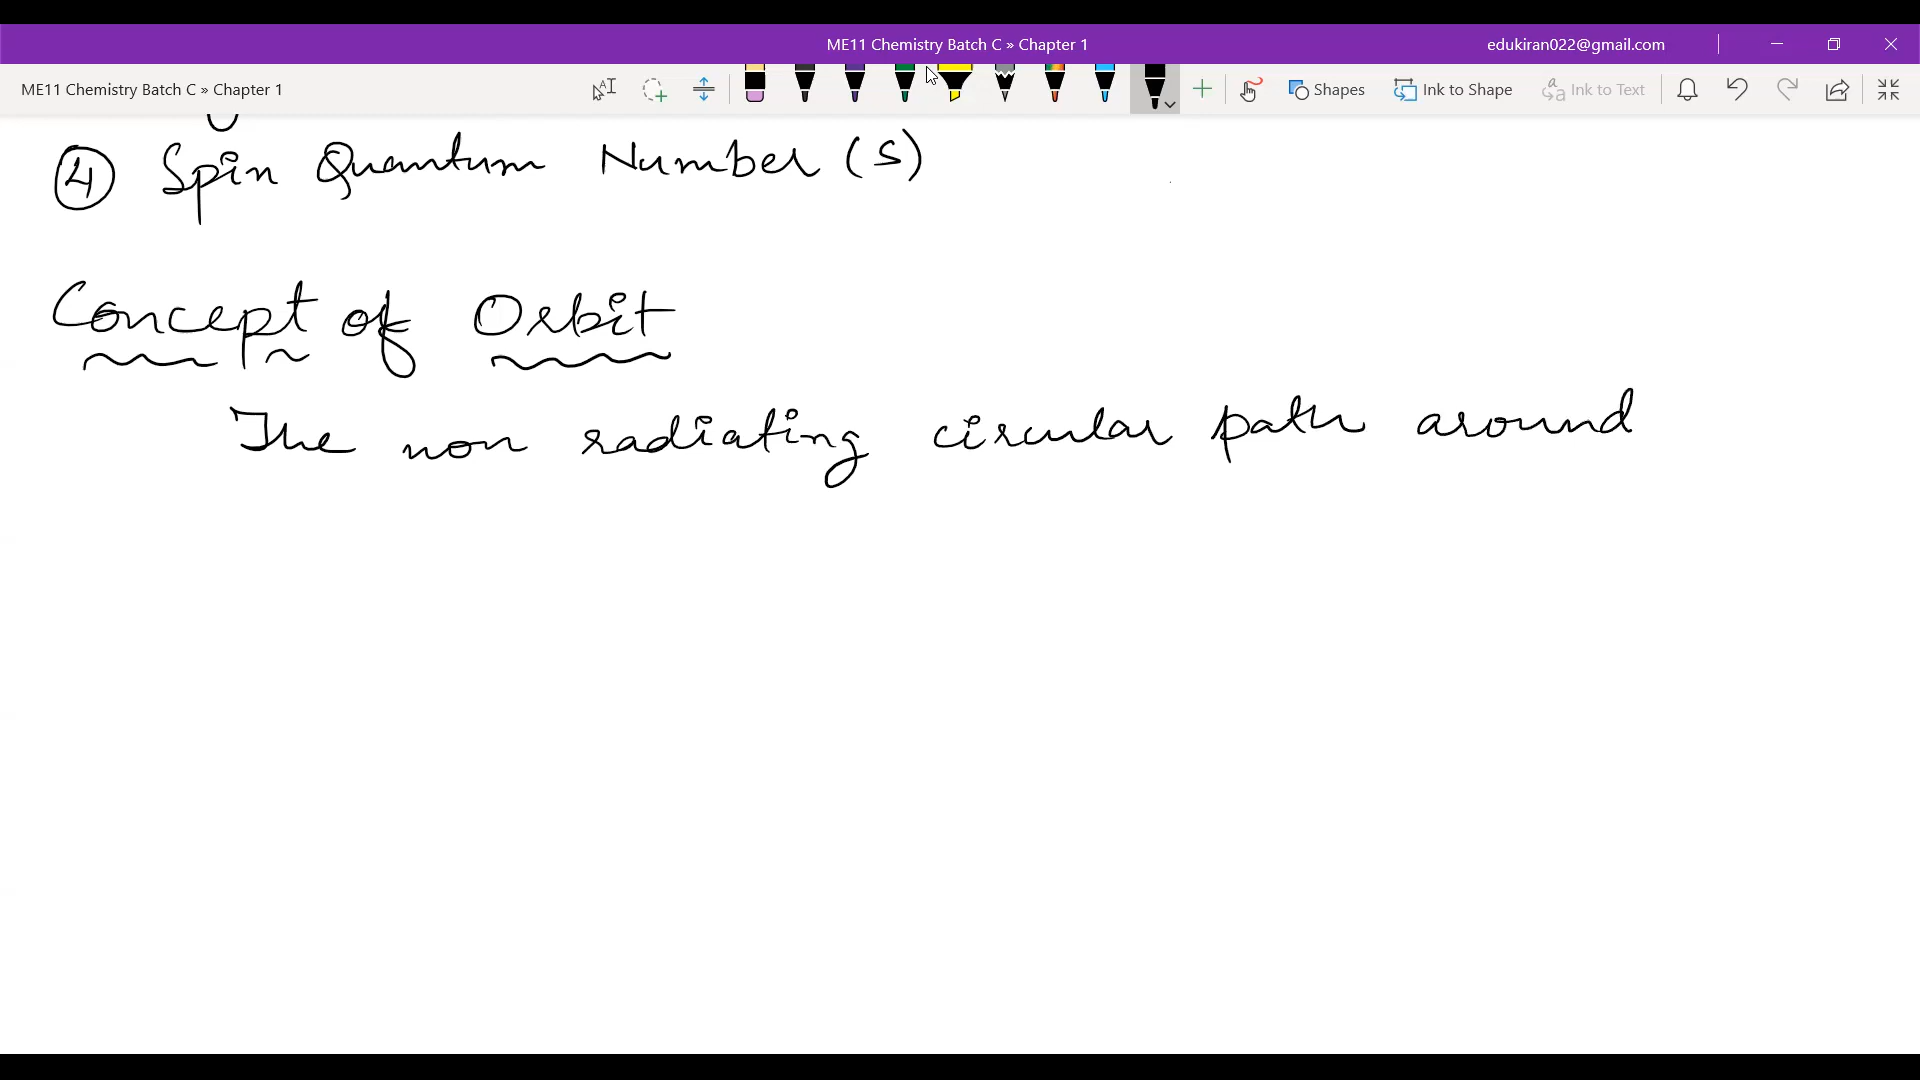 ME11 Chemistry Batch C » Chapter 1
edukiran022@gmail.com
ME11 Chemistry Batch C » Chapter 1
Shapes
Ink to Shape
Ink to Text
④ Spin Quantum Number (S)
Concept of Orbit
The non radiating circular path around